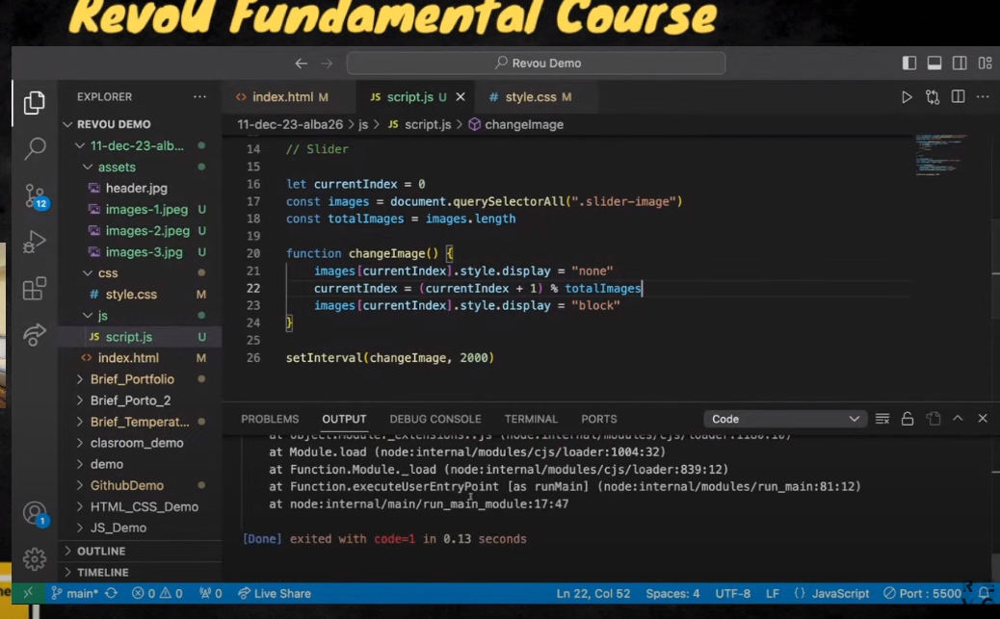 RevoU Fundamental Course
Revou Demo
EXPLORER
index.html M
JS script.js U
# style.css M
REVOU DEMO
11-dec-23-alba26 > js > JS script.js > changeImage
11-dec-23-alb...
assets
header.jpg
images-1.jpeg U
images-2.jpeg U
images-3.jpg U
css
# style.css M
js
JS script.js U
<> index.html M
Brief_Portfolio
Brief_Porto_2
Brief_Temperat...
clasroom_demo
demo
GithubDemo
HTML_CSS_Demo
JS_Demo
OUTLINE
TIMELINE
12
1
14 // Slider
15
16 let currentIndex = 0
17 const images = document.querySelectorAll(".slider-image")
18 const totalImages = images.length
19
20 function changeImage() {
21 images[currentIndex].style.display = "none"
22 currentIndex = (currentIndex + 1) % totalImages
23 images[currentIndex].style.display = "block"
24 }
25
26 setInterval(changeImage, 2000)
PROBLEMS OUTPUT DEBUG CONSOLE TERMINAL PORTS Code
at Module.load (node:internal/modules/cjs/loader:1004:32)
at Function.Module._load (node:internal/modules/cjs/loader:839:12)
at Function.executeUserEntryPoint [as runMain] (node:internal/modules/run_main:81:12)
at node:internal/main/run_main_module:17:47
[Done] exited with code=1 in 0.13 seconds
main* 0 0 0 Live Share Ln 22, Col 52 Spaces: 4 UTF-8 LF {} JavaScript Port : 5500